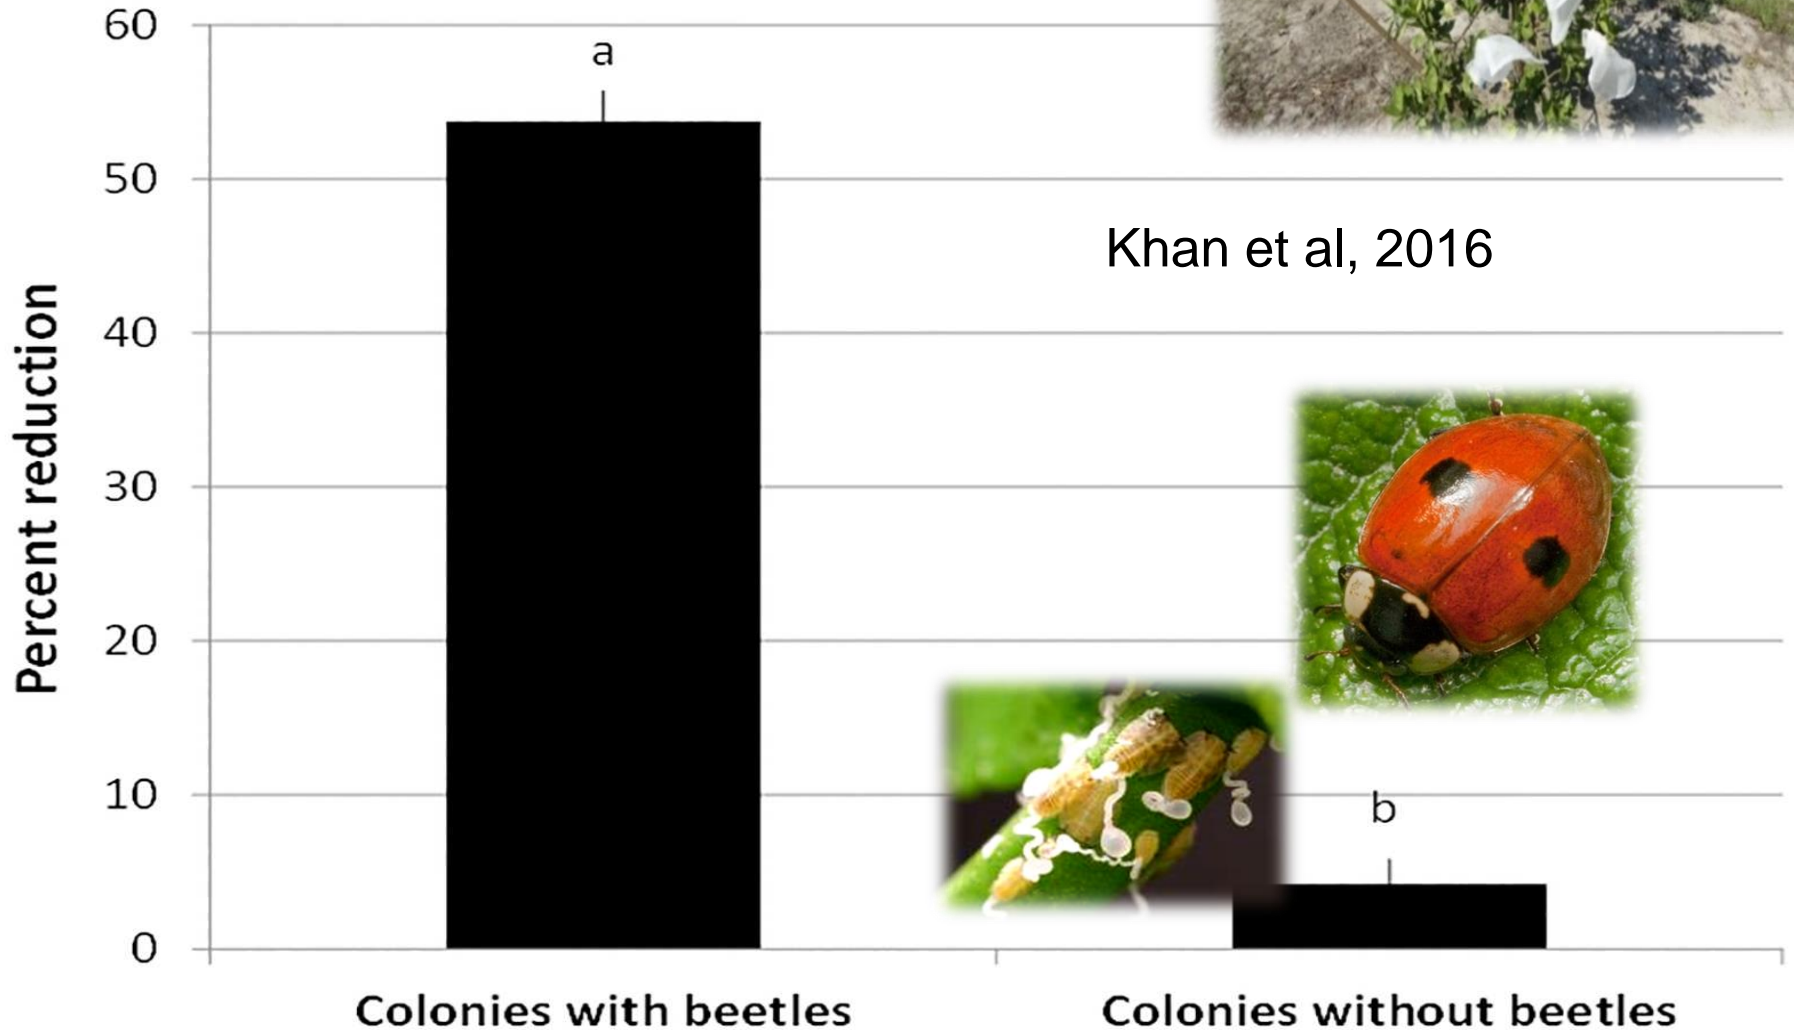 60
a
50
Khan et al, 2016
40
Percent reduction
30
20
10
b
0
Colonies with beetles
Colonies without beetles